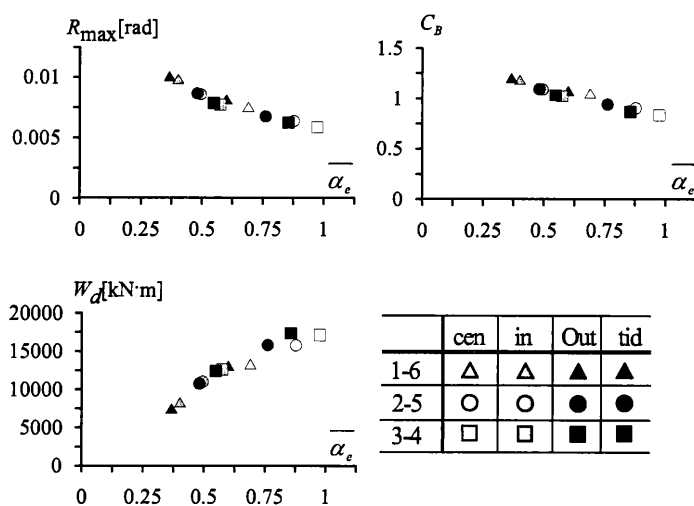 R_max[rad]
0.01
0.005
0
0 0.25 0.5 0.75 1
α_e
C_B
1.5
1
0.5
0
0 0.25 0.5 0.75 1
α_e
W_d[kN·m]
20000
15000
10000
5000
0
0 0.25 0.5 0.75 1
α_e
cen in Out tid
1-6
2-5
3-4